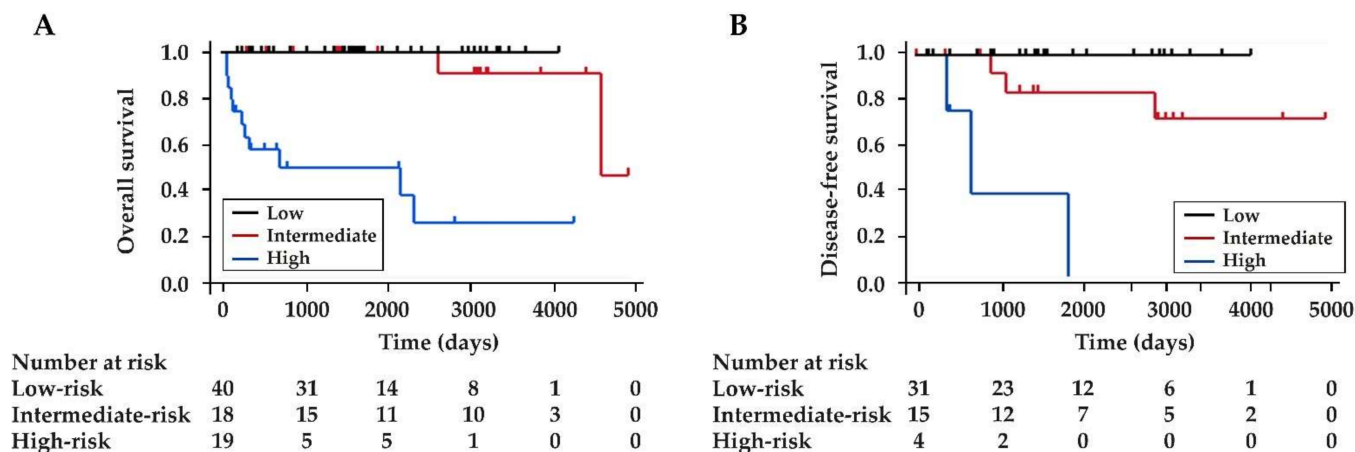 A
Overall survival
1.0
0.8
0.6
0.4
0.2
0.0
Low
Intermediate
High
0 1000 2000 3000 4000 5000
Time (days)
Number at risk
Low-risk 40 31 14 8 1 0
Intermediate-risk 18 15 11 10 3 0
High-risk 19 5 5 1 0 0
B
Disease-free survival
1.0
0.8
0.6
0.4
0.2
0.0
Low
Intermediate
High
0 1000 2000 3000 4000 5000
Time (days)
Number at risk
Low-risk 31 23 12 6 1 0
Intermediate-risk 15 12 7 5 2 0
High-risk 4 2 0 0 0 0